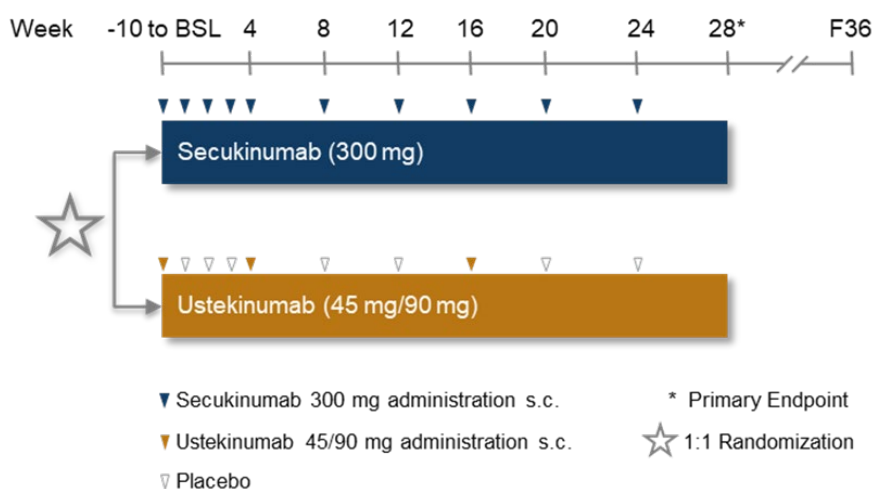 Week -10 to BSL 4 8 12 16 20 24 28* F36
Secukinumab (300 mg)
Ustekinumab (45 mg/90 mg)
Secukinumab 300 mg administration s.c. * Primary Endpoint
Ustekinumab 45/90 mg administration s.c. 1:1 Randomization
Placebo